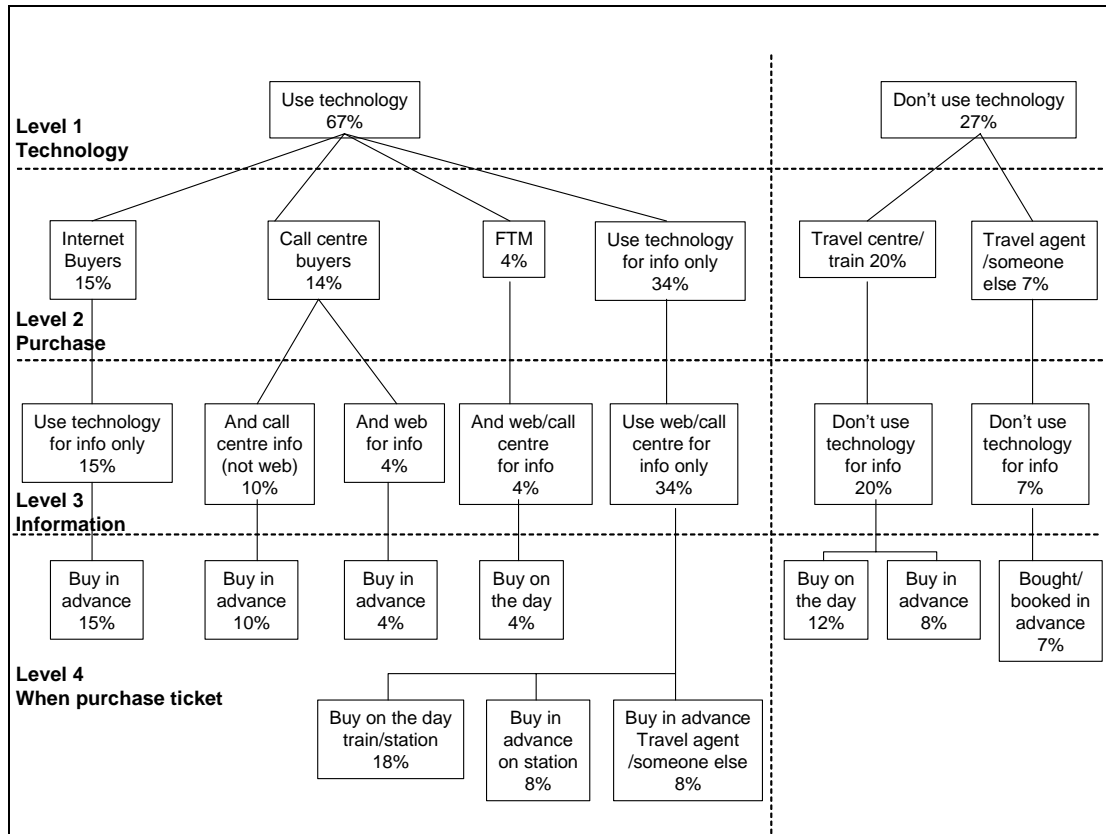 Use technology
67%
Don't use technology
27%
Level 1
Technology
Internet
Buyers
15%
Call centre
buyers
14%
FTM
4%
Use technology
for info only
34%
Travel centre/
train 20%
Travel agent
/someone
else 7%
Level 2
Purchase
Use technology
for info only
15%
And call
centre info
(not web)
10%
And web
for info
4%
And web/call
centre
for info
4%
Use web/call
centre for
info only
34%
Don't use
technology
for info
20%
Don't use
technology
for info
7%
Level 3
Information
Buy in
advance
15%
Buy in
advance
10%
Buy in
advance
4%
Buy on
the day
4%
Buy on
the day
12%
Buy in
advance
8%
Bought/
booked in
advance
7%
Level 4
When purchase ticket
Buy on the day
train/station
18%
Buy in
advance
on station
8%
Buy in advance
Travel agent
/someone else
8%